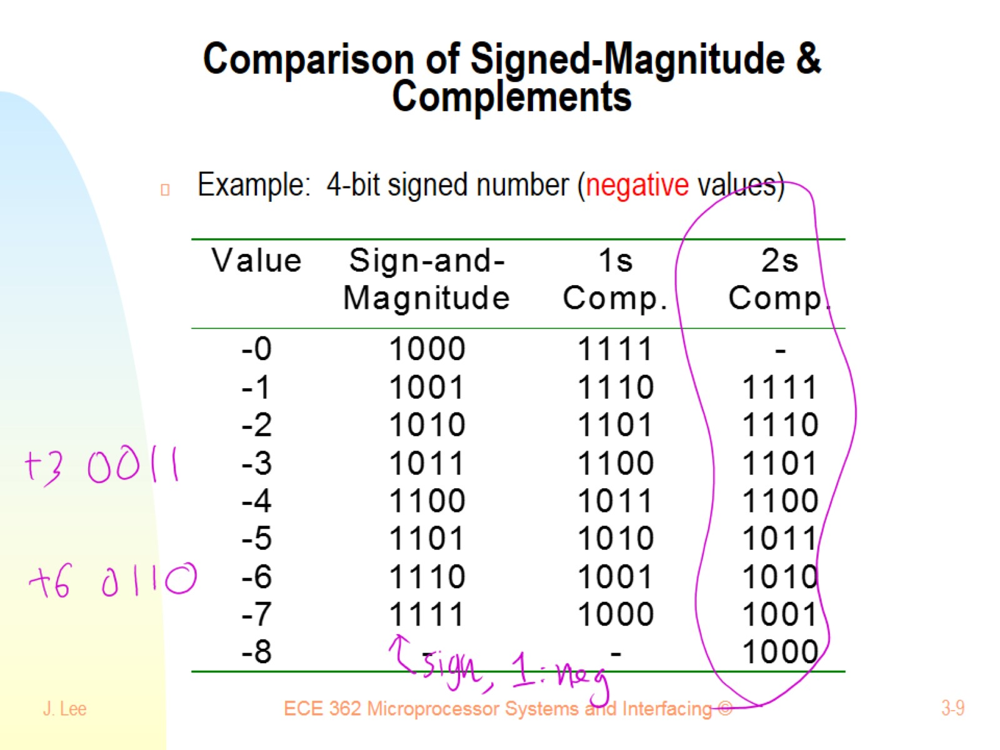 Comparison of Signed-Magnitude &
Complements
Example: 4-bit signed number (negative values)
Value Sign-and-Magnitude 1s Comp. 2s Comp.
-0 1000 1111 -
-1 1001 1110 1111
-2 1010 1101 1110
+3 0011 -3 1011 1100 1101
-4 1100 1011 1100
-5 1101 1010 1011
+6 0110 -6 1110 1001 1010
-7 1111 1000 1001
-8 - - 1000
sign, 1: neg
J. Lee ECE 362 Microprocessor Systems and Interfacing © 3-9